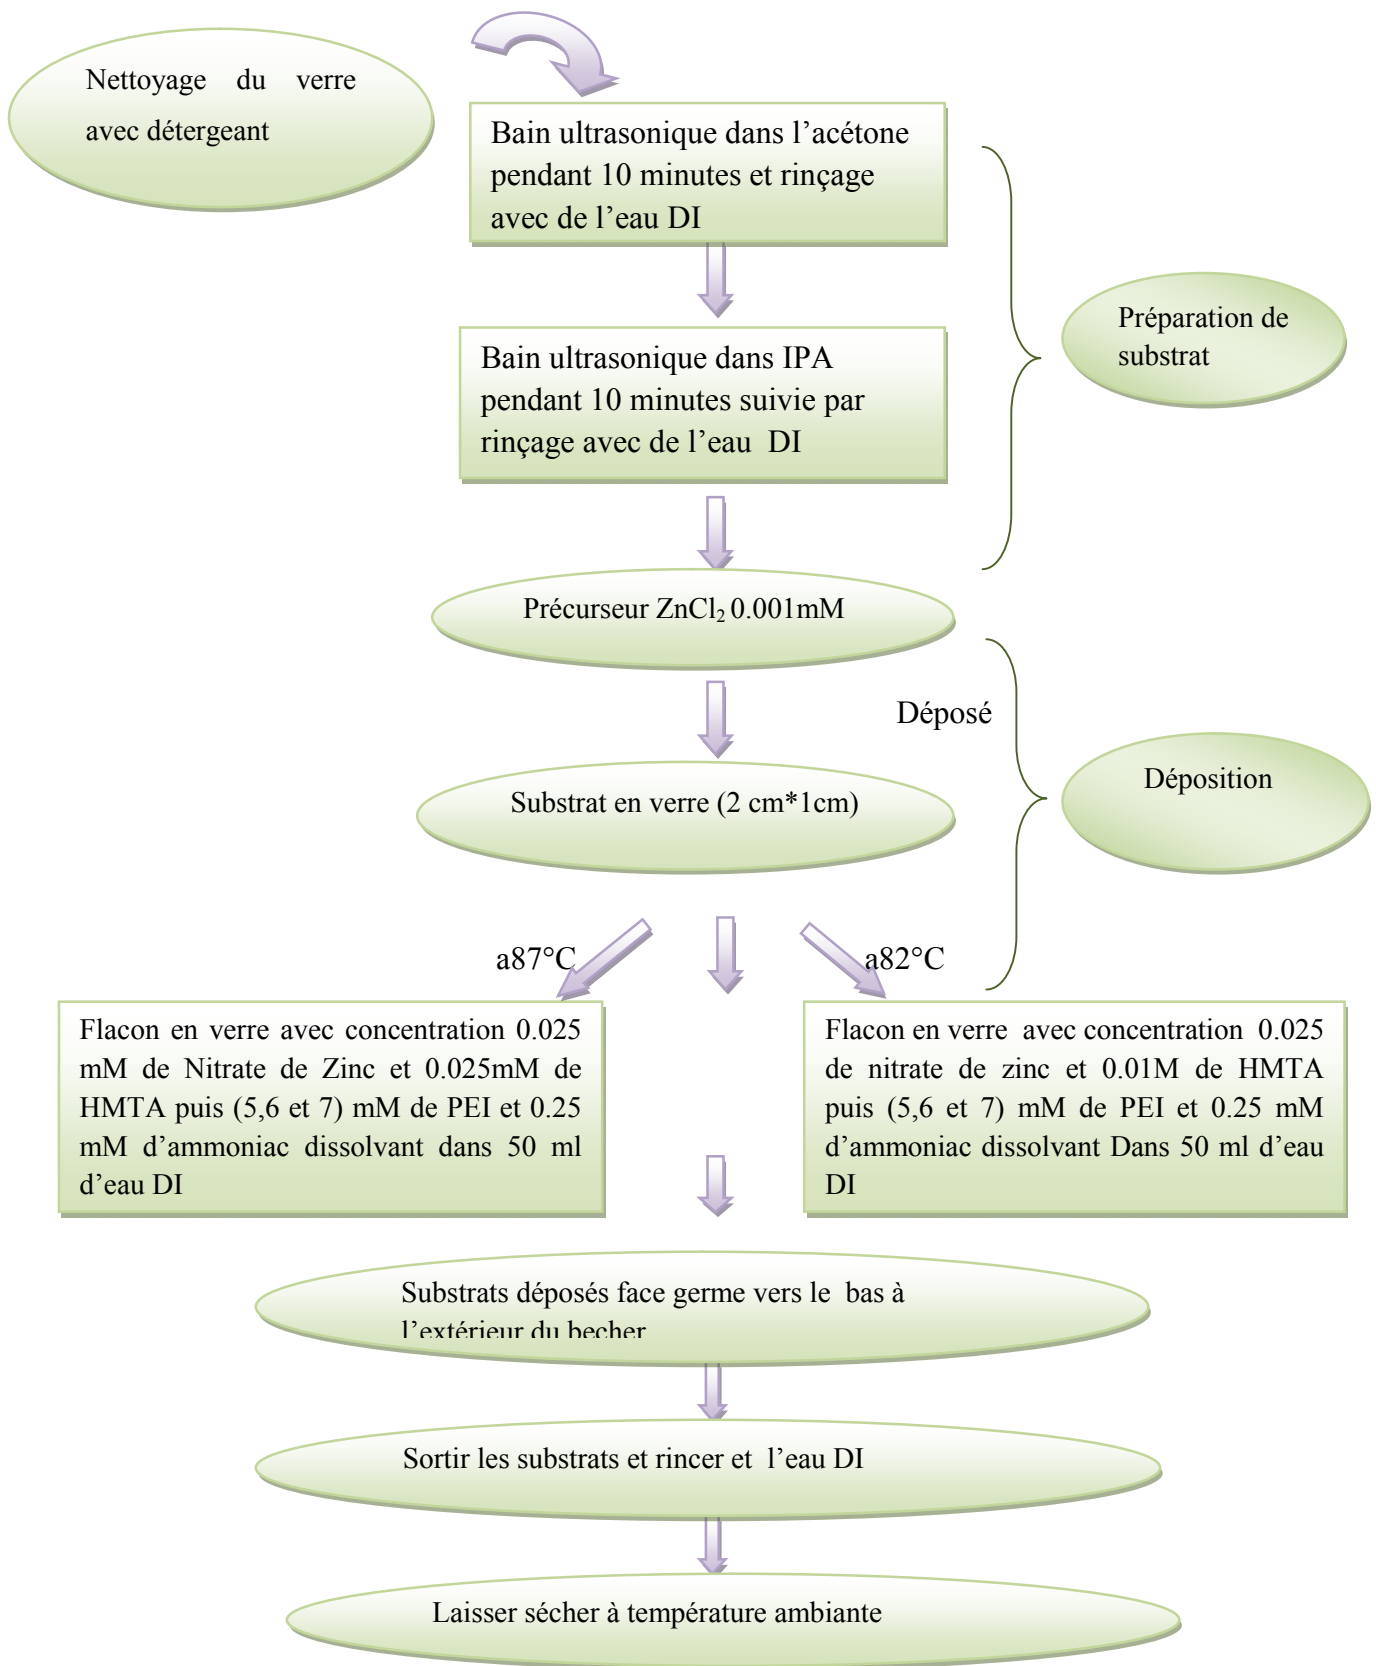 Nettoyage du verre
avec détergeant
Bain ultrasonique dans l’acétone
pendant 10 minutes et rinçage
avec de l’eau DI
Bain ultrasonique dans IPA
pendant 10 minutes suivie par
rinçage avec de l’eau DI
Préparation de
substrat
Précurseur ZnCl₂ 0.001mM
Déposé
Substrat en verre (2 cm*1cm)
Déposition
a87°C
a82°C
Flacon en verre avec concentration 0.025
mM de Nitrate de Zinc et 0.025mM de
HMTA puis (5,6 et 7) mM de PEI et 0.25
mM d’ammoniac dissolvant dans 50 ml
d’eau DI
Flacon en verre avec concentration 0.025
de nitrate de zinc et 0.01M de HMTA
puis (5,6 et 7) mM de PEI et 0.25 mM
d’ammoniac dissolvant Dans 50 ml d’eau
DI
Substrats déposés face germe vers le bas à
l’extérieur du becher
Sortir les substrats et rincer et l’eau DI
Laisser sécher à température ambiante